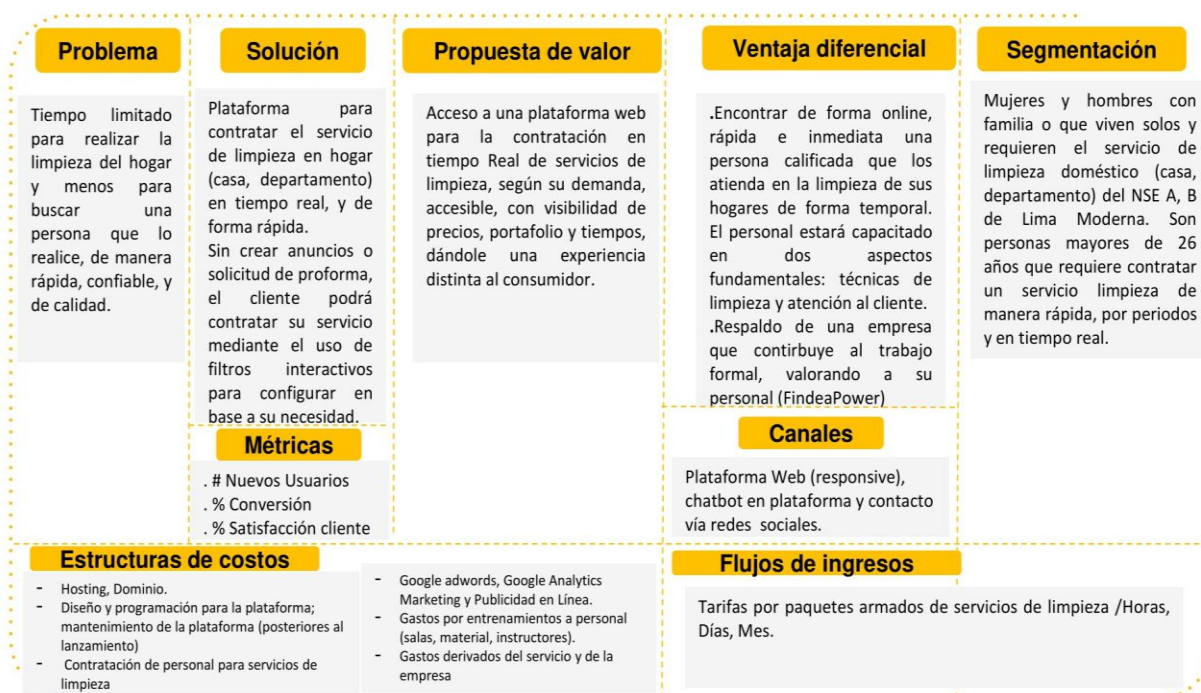 Problema
Tiempo limitado
para realizar la
limpieza del hogar
y menos para
buscar una
persona que lo
realice, de manera
rápida, confiable, y
de calidad.
Solución
Plataforma para
contratar el servicio
de limpieza en hogar
(casa, departamento)
en tiempo real, y de
forma rápida.
Sin crear anuncios o
solicitud de proforma,
el cliente podrá
contratar su servicio
mediante el uso de
filtros interactivos
para configurar en
base a su necesidad.
Métricas
. # Nuevos Usuarios
. % Conversión
. % Satisfacción cliente
Propuesta de valor
Acceso a una plataforma web
para la contratación en
tiempo Real de servicios de
limpieza, según su demanda,
accesible, con visibilidad de
precios, portafolio y tiempos,
dándole una experiencia
distinta al consumidor.
Ventaja diferencial
.Encontrar de forma online,
rápida e inmediata una
persona calificada que los
atienda en la limpieza de sus
hogares de forma temporal.
El personal estará capacitado
en dos aspectos
fundamentales: técnicas de
limpieza y atención al cliente.
.Respaldo de una empresa
que contirbuye al trabajo
formal, valorando a su
personal (FindeaPower)
Canales
Plataforma Web (responsive),
chatbot en plataforma y contacto
vía redes sociales.
Segmentación
Mujeres y hombres con
familia o que viven solos y
requieren el servicio de
limpieza doméstico (casa,
departamento) del NSE A, B
de Lima Moderna. Son
personas mayores de 26
años que requiere contratar
un servicio limpieza de
manera rápida, por periodos
y en tiempo real.
Estructuras de costos
- Hosting, Dominio.
- Diseño y programación para la plataforma;
mantenimiento de la plataforma (posteriores al
lanzamiento)
- Contratación de personal para servicios de
limpieza
- Google adwords, Google Analytics
Marketing y Publicidad en Línea.
- Gastos por entrenamientos a personal
(salas, material, instructores).
- Gastos derivados del servicio y de la
empresa
Flujos de ingresos
Tarifas por paquetes armados de servicios de limpieza /Horas,
Días, Mes.